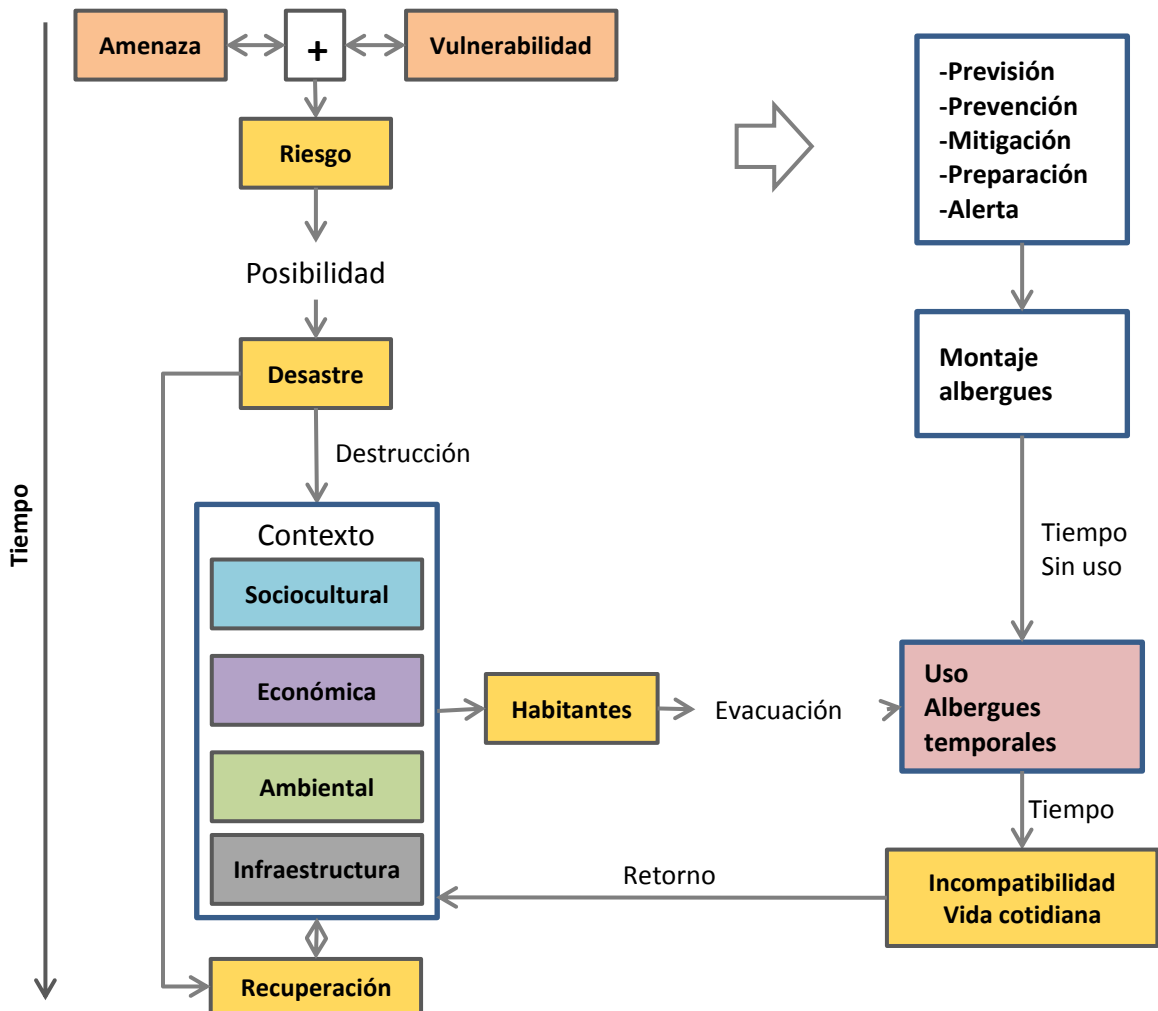 Amenaza
+
Vulnerabilidad
Riesgo
Posibilidad
Desastre
Destrucción
Contexto
Sociocultural
Económica
Ambiental
Infraestructura
Recuperación
Habitantes
Evacuación
-Previsión
-Prevención
-Mitigación
-Preparación
-Alerta
Montaje
albergues
Tiempo
Sin uso
Uso
Albergues
temporales
Tiempo
Incompatibilidad
Vida cotidiana
Retorno
Tiempo